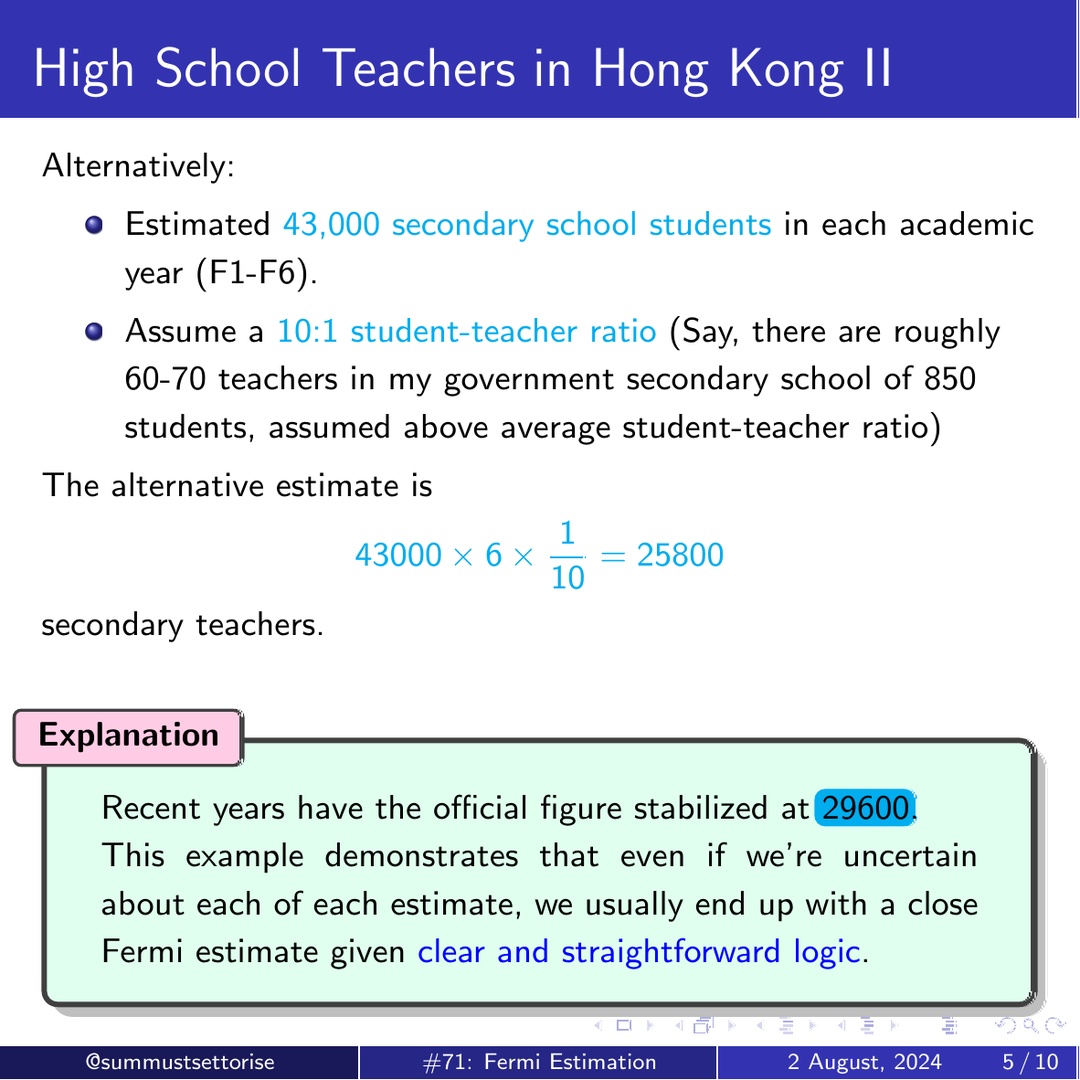 High School Teachers in Hong Kong II
Alternatively:
Estimated 43,000 secondary school students in each academic
year (F1-F6).
Assume a 10:1 student-teacher ratio (Say, there are roughly
60-70 teachers in my government secondary school of 850
students, assumed above average student-teacher ratio)
The alternative estimate is
43000 × 6 × 1/10 = 25800
secondary teachers.
Explanation
Recent years have the official figure stabilized at 29600.
This example demonstrates that even if we're uncertain
about each of each estimate, we usually end up with a close
Fermi estimate given clear and straightforward logic.
@summustsettorise #71: Fermi Estimation 2 August, 2024 5 / 10